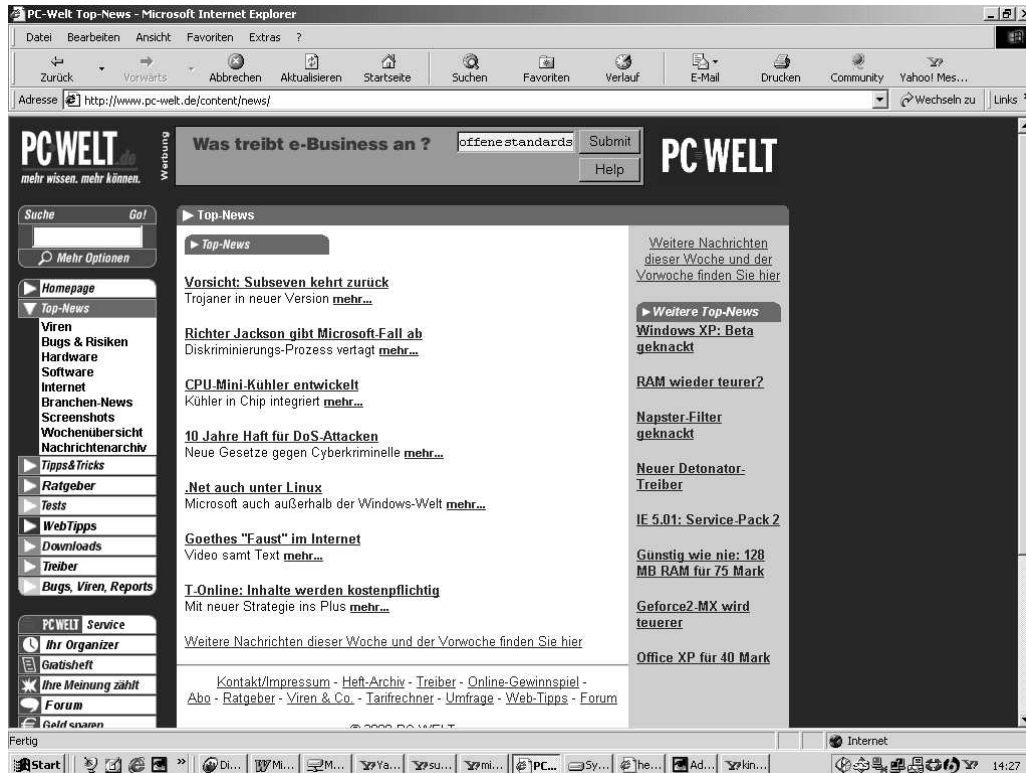 PC-Welt Top-News - Microsoft Internet Explorer
Datei Bearbeiten Ansicht Favoriten Extras ?
Zurück Vorwärts Abbrechen Aktualisieren Startseite Suchen Favoriten Verlauf E-Mail Drucken Community Yahoo! Mes...
Adresse http://www.pc-welt.de/content/news/ Wechseln zu Links
PC WELT.de
mehr wissen. mehr können.
Werbung
Was treibt e-Business an ? offenestandards Submit
Help
PC WELT
Suche Go!
Mehr Optionen
Homepage
Top-News
Viren
Bugs & Risiken
Hardware
Software
Internet
Branchen-News
Screenshots
Wochenübersicht
Nachrichtenarchiv
Tipps&Tricks
Ratgeber
Tests
WebTipps
Downloads
Treiber
Bugs, Viren, Reports
PC WELT Service
Ihr Organizer
Gratisheft
Ihre Meinung zählt
Forum
Geld sparen
Top-News
Top-News
Vorsicht: Subseven kehrt zurück
Trojaner in neuer Version mehr...
Richter Jackson gibt Microsoft-Fall ab
Diskriminierungs-Prozess vertagt mehr...
CPU-Mini-Kühler entwickelt
Kühler in Chip integriert mehr...
10 Jahre Haft für DoS-Attacken
Neue Gesetze gegen Cyberkriminelle mehr...
.Net auch unter Linux
Microsoft auch außerhalb der Windows-Welt mehr...
Goethes "Faust" im Internet
Video samt Text mehr...
T-Online: Inhalte werden kostenpflichtig
Mit neuer Strategie ins Plus mehr...
Weitere Nachrichten dieser Woche und der Vorwoche finden Sie hier
Kontakt/Impressum - Heft-Archiv - Treiber - Online-Gewinnspiel -
Abo - Ratgeber - Viren & Co. - Tarifrechner - Umfrage - Web-Tipps - Forum
Weitere Nachrichten
dieser Woche und der
Vorwoche finden Sie hier
Weitere Top-News
Windows XP: Beta
geknackt
RAM wieder teurer?
Napster-Filter
geknackt
Neuer Detonator-
Treiber
IE 5.01: Service-Pack 2
Günstig wie nie: 128
MB RAM für 75 Mark
Geforce2-MX wird
teuerer
Office XP für 40 Mark
Fertig Internet
Start » Di... Mi... M... Ya... su... mi... PC... Sy... he... Ad... kin... 14:27